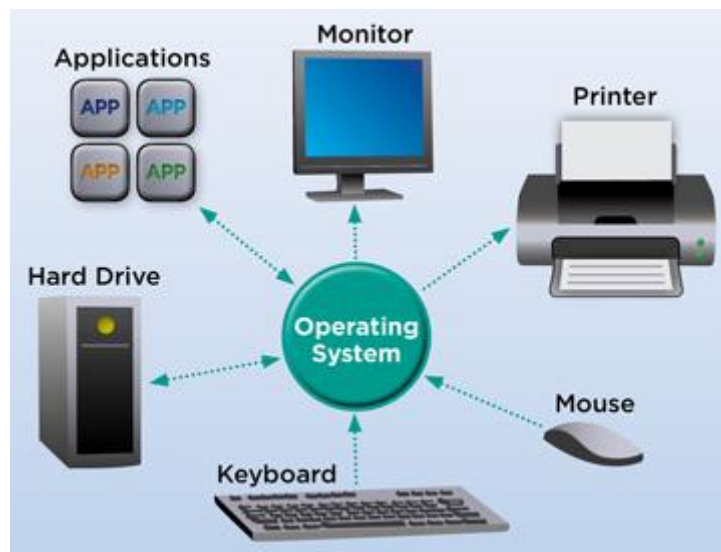 Monitor
Applications
APP APP
APP APP
Printer
Hard Drive
Operating
System
Mouse
Keyboard